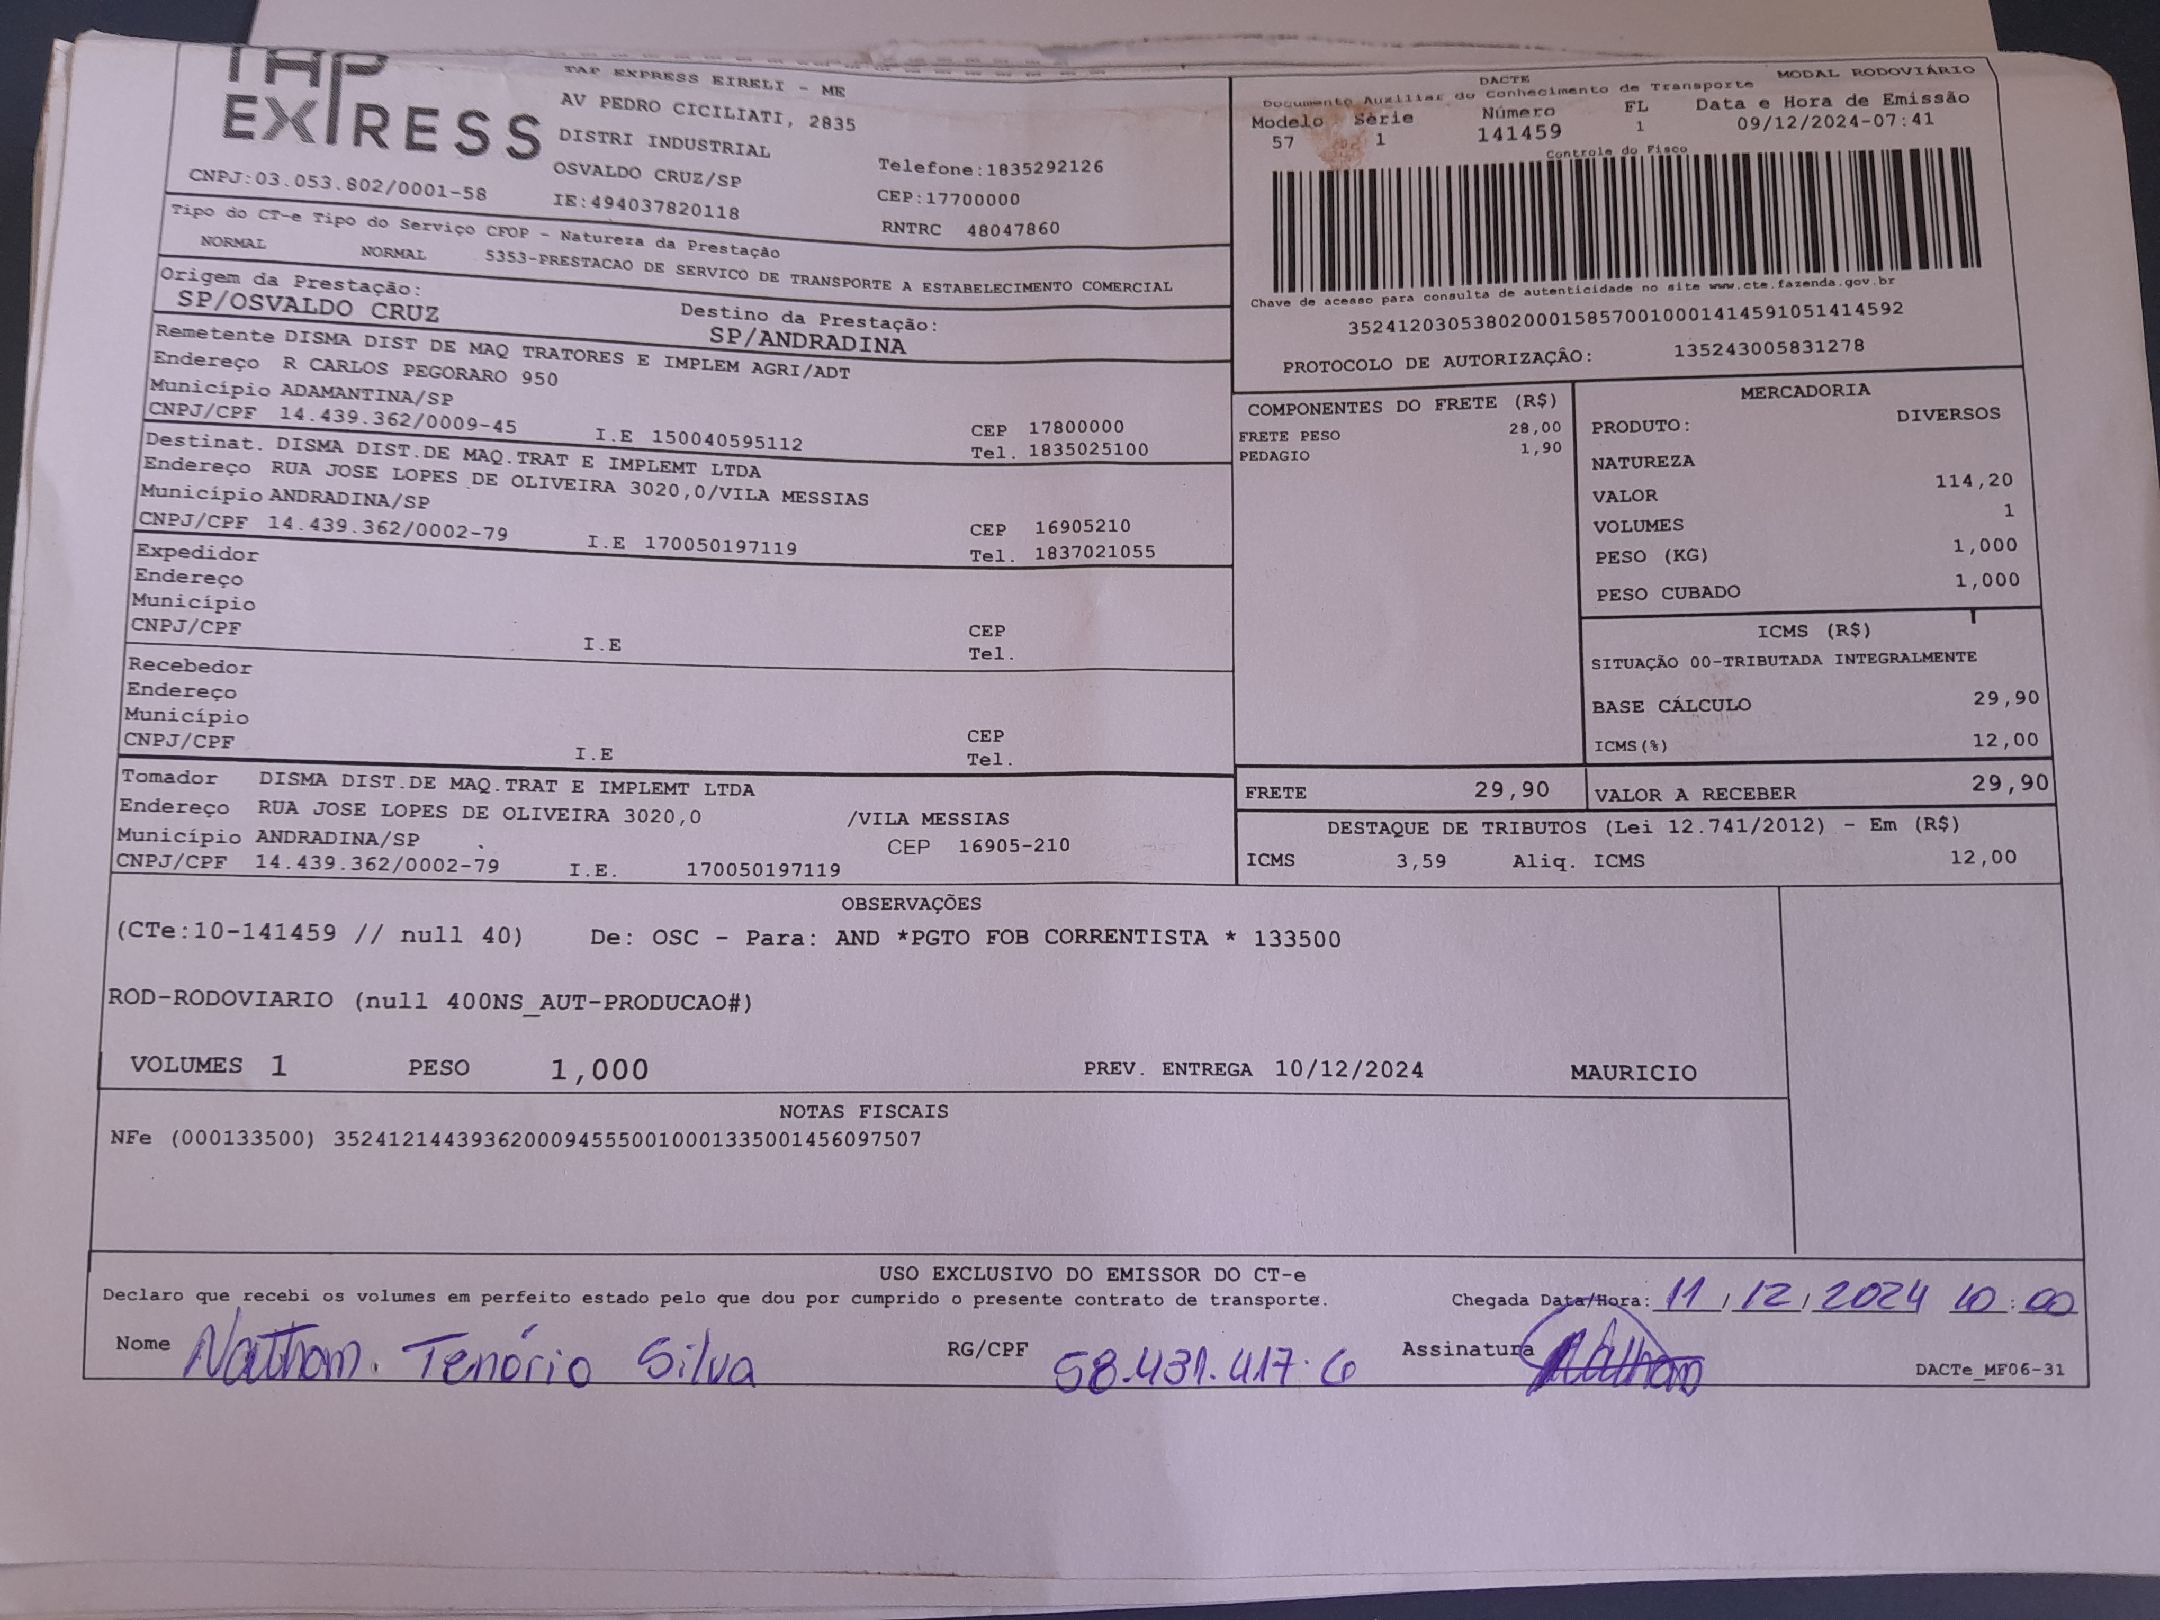 TAP
EXPRESS
CNPJ:03.053.802/0001-58
TAP EXPRESS EIRELI - ME
AV PEDRO CICILIATI, 2835
DISTRI INDUSTRIAL
OSVALDO CRUZ/SP
IE:494037820118
Telefone:1835292126
CEP:17700000
RNTRC 48047860
DACTE MODAL RODOVIÁRIO
Documento Auxiliar do Conhecimento de Transporte
Modelo Série Número FL Data e Hora de Emissão
57 1 141459 1 09/12/2024-07:41
Controle do Fisco
Chave de acesso para consulta de autenticidade no site www.cte.fazenda.gov.br
35241203053802000158570010001414591051414592
PROTOCOLO DE AUTORIZAÇÃO: 135243005831278
Tipo do CT-e Tipo do Serviço CFOP - Natureza da Prestação
NORMAL NORMAL 5353-PRESTACAO DE SERVICO DE TRANSPORTE A ESTABELECIMENTO COMERCIAL
Origem da Prestação: Destino da Prestação:
SP/OSVALDO CRUZ SP/ANDRADINA
Remetente DISMA DIST DE MAQ TRATORES E IMPLEM AGRI/ADT
Endereço R CARLOS PEGORARO 950
Município ADAMANTINA/SP CEP 17800000
CNPJ/CPF 14.439.362/0009-45 I.E 150040595112 Tel. 1835025100
Destinat. DISMA DIST.DE MAQ.TRAT E IMPLEMT LTDA
Endereço RUA JOSE LOPES DE OLIVEIRA 3020,0/VILA MESSIAS
Município ANDRADINA/SP CEP 16905210
CNPJ/CPF 14.439.362/0002-79 I.E 170050197119 Tel. 1837021055
Expedidor
Endereço
Município CEP
CNPJ/CPF I.E Tel.
Recebedor
Endereço
Município CEP
CNPJ/CPF I.E Tel.
Tomador DISMA DIST.DE MAQ.TRAT E IMPLEMT LTDA
Endereço RUA JOSE LOPES DE OLIVEIRA 3020,0 /VILA MESSIAS
Município ANDRADINA/SP CEP 16905-210
CNPJ/CPF 14.439.362/0002-79 I.E. 170050197119
COMPONENTES DO FRETE (R$)
FRETE PESO 28,00
PEDAGIO 1,90
MERCADORIA
PRODUTO: DIVERSOS
NATUREZA
VALOR 114,20
VOLUMES 1
PESO (KG) 1,000
PESO CUBADO 1,000
ICMS (R$)
SITUAÇÃO 00-TRIBUTADA INTEGRALMENTE
BASE CÁLCULO 29,90
ICMS(%) 12,00
FRETE 29,90 VALOR A RECEBER 29,90
DESTAQUE DE TRIBUTOS (Lei 12.741/2012) - Em (R$)
ICMS 3,59 Aliq. ICMS 12,00
OBSERVAÇÕES
(CTe:10-141459 // null 40) De: OSC - Para: AND *PGTO FOB CORRENTISTA * 133500
ROD-RODOVIARIO (null 400NS_AUT-PRODUCAO#)
VOLUMES 1 PESO 1,000 PREV. ENTREGA 10/12/2024 MAURICIO
NOTAS FISCAIS
NFe (000133500) 35241214439362000945550010001335001456097507
USO EXCLUSIVO DO EMISSOR DO CT-e
Declaro que recebi os volumes em perfeito estado pelo que dou por cumprido o presente contrato de transporte. Chegada Data/Hora: 11/12/2024 10:00
Nome Nathom. Tenório Silva RG/CPF 58.431.417.6 Assinatura Nathom
DACTe_MF06-31